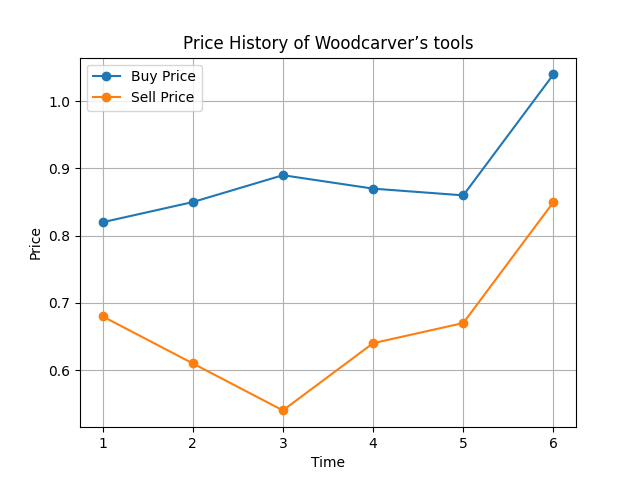 Price History of Woodcarver’s tools
Buy Price
Sell Price
Price
1.0
0.9
0.8
0.7
0.6
1 2 3 4 5 6
Time